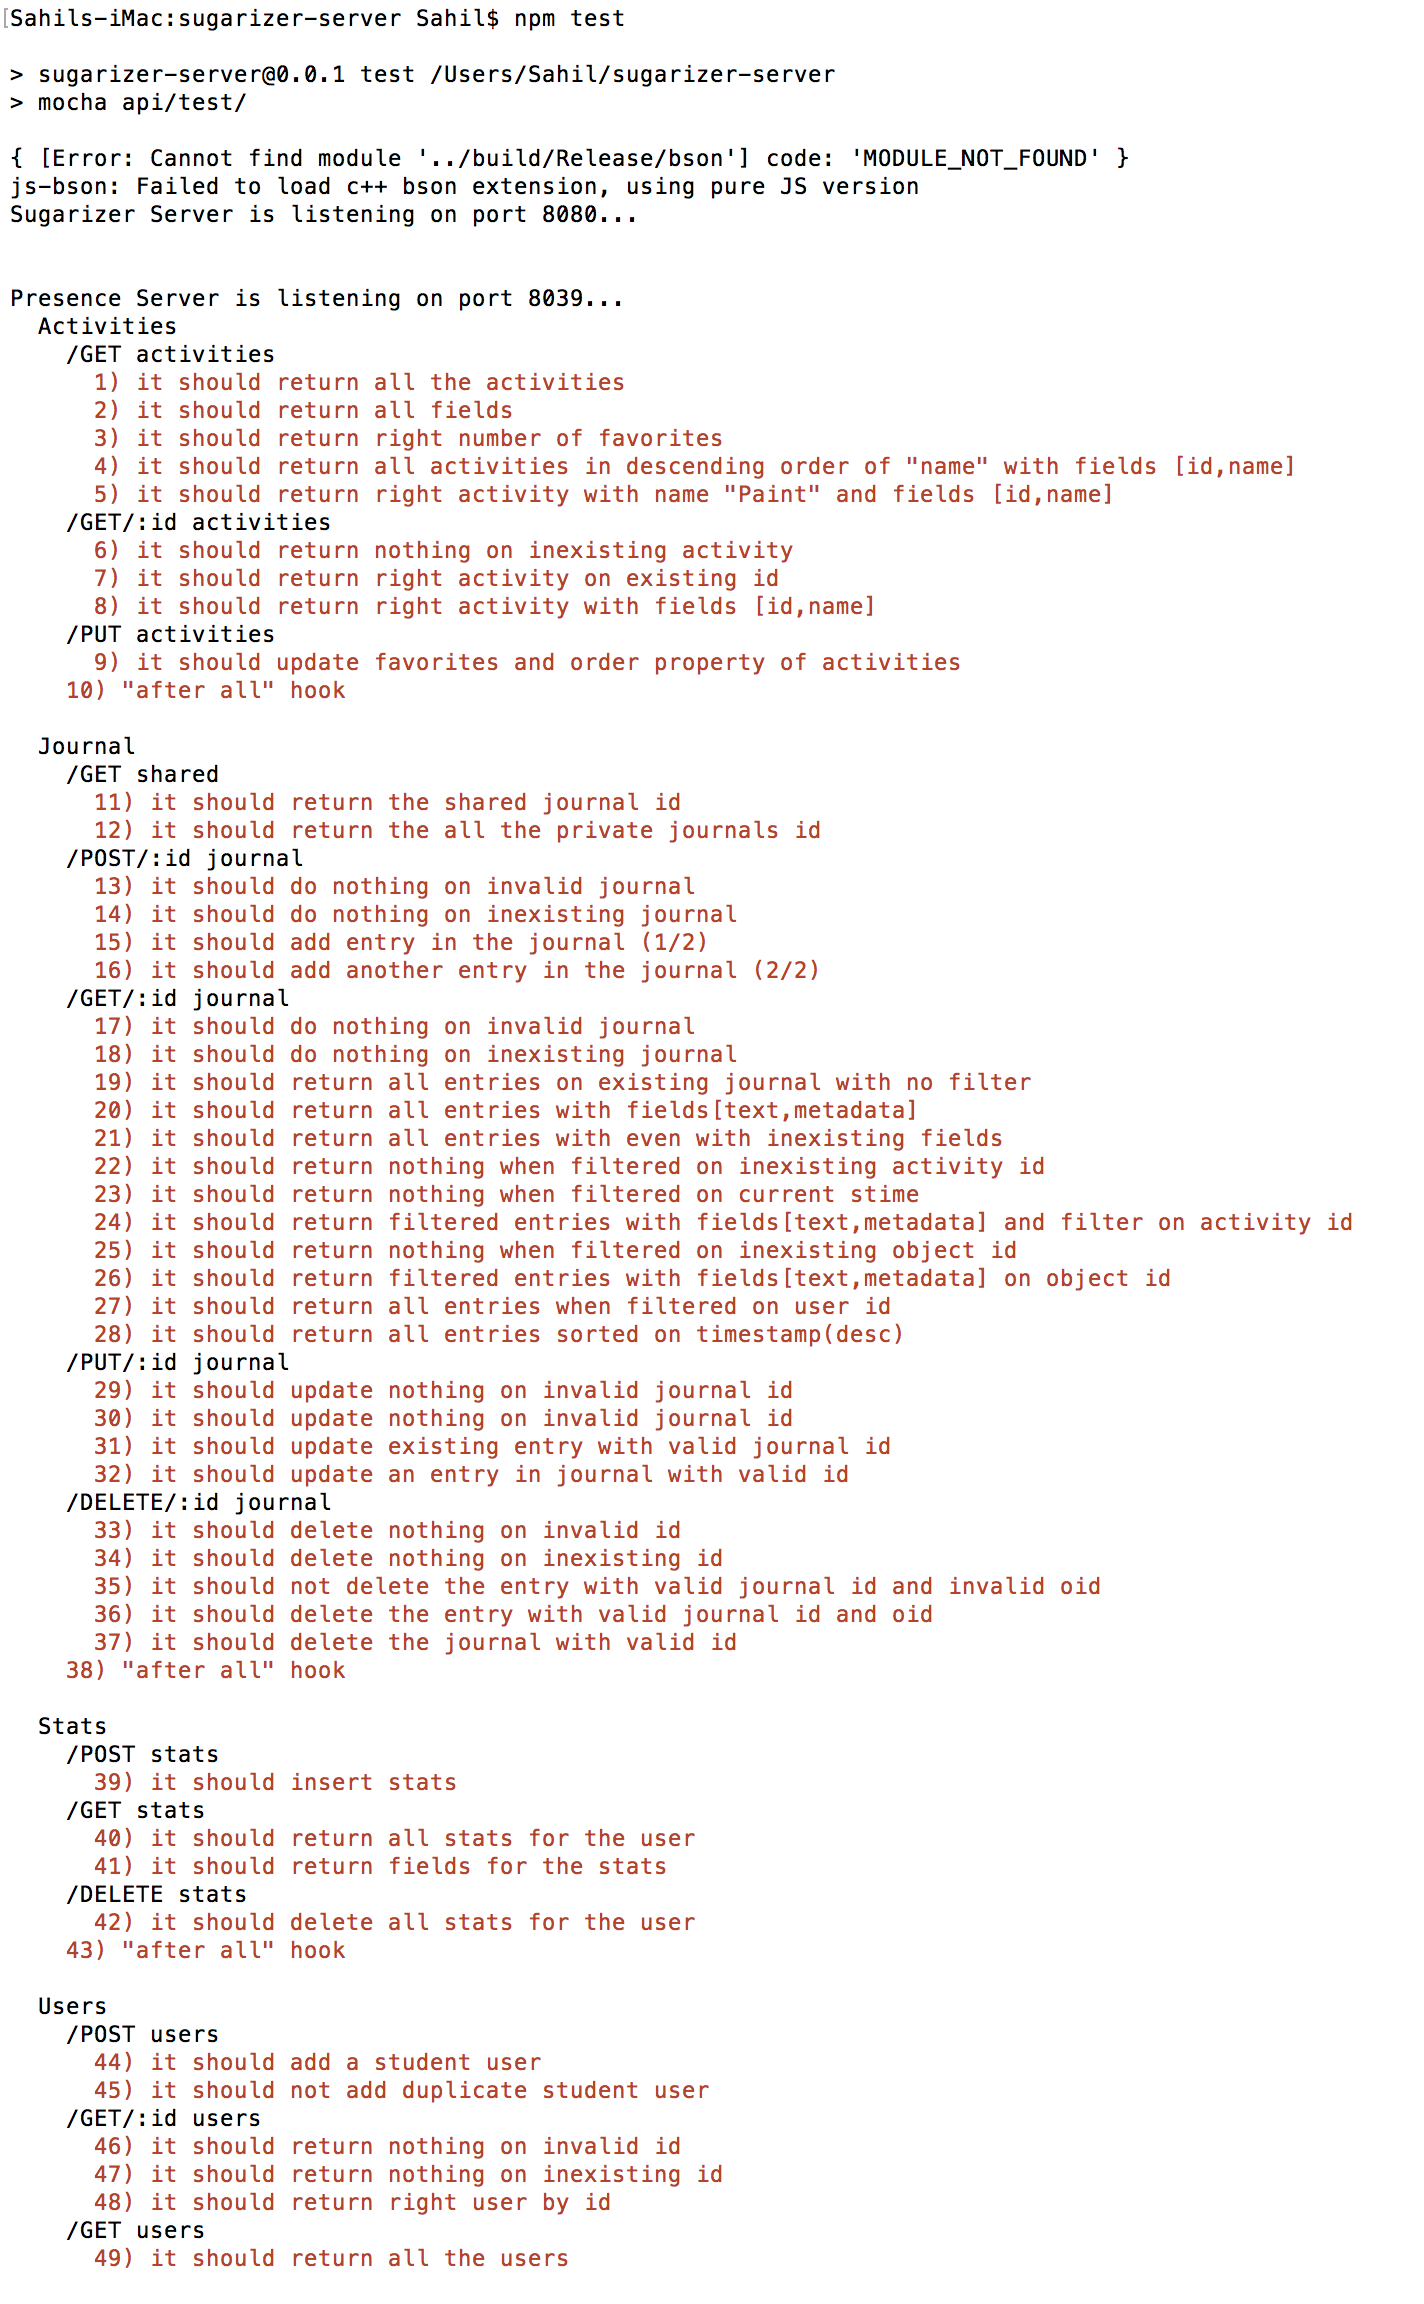 [Sahils-iMac:sugarizer-server Sahil$ npm test
> sugarizer-server@0.0.1 test /Users/Sahil/sugarizer-server
> mocha api/test/
{ [Error: Cannot find module '../build/Release/bson'] code: 'MODULE_NOT_FOUND' }
js-bson: Failed to load c++ bson extension, using pure JS version
Sugarizer Server is listening on port 8080...
Presence Server is listening on port 8039...
Activities
/GET activities
1) it should return all the activities
2) it should return all fields
3) it should return right number of favorites
4) it should return all activities in descending order of "name" with fields [id,name]
5) it should return right activity with name "Paint" and fields [id,name]
/GET/:id activities
6) it should return nothing on inexisting activity
7) it should return right activity on existing id
8) it should return right activity with fields [id,name]
/PUT activities
9) it should update favorites and order property of activities
10) "after all" hook
Journal
/GET shared
11) it should return the shared journal id
12) it should return the all the private journals id
/POST/:id journal
13) it should do nothing on invalid journal
14) it should do nothing on inexisting journal
15) it should add entry in the journal (1/2)
16) it should add another entry in the journal (2/2)
/GET/:id journal
17) it should do nothing on invalid journal
18) it should do nothing on inexisting journal
19) it should return all entries on existing journal with no filter
20) it should return all entries with fields[text,metadata]
21) it should return all entries with even with inexisting fields
22) it should return nothing when filtered on inexisting activity id
23) it should return nothing when filtered on current stime
24) it should return filtered entries with fields[text,metadata] and filter on activity id
25) it should return nothing when filtered on inexisting object id
26) it should return filtered entries with fields[text,metadata] on object id
27) it should return all entries when filtered on user id
28) it should return all entries sorted on timestamp(desc)
/PUT/:id journal
29) it should update nothing on invalid journal id
30) it should update nothing on invalid journal id
31) it should update existing entry with valid journal id
32) it should update an entry in journal with valid id
/DELETE/:id journal
33) it should delete nothing on invalid id
34) it should delete nothing on inexisting id
35) it should not delete the entry with valid journal id and invalid oid
36) it should delete the entry with valid journal id and oid
37) it should delete the journal with valid id
38) "after all" hook
Stats
/POST stats
39) it should insert stats
/GET stats
40) it should return all stats for the user
41) it should return fields for the stats
/DELETE stats
42) it should delete all stats for the user
43) "after all" hook
Users
/POST users
44) it should add a student user
45) it should not add duplicate student user
/GET/:id users
46) it should return nothing on invalid id
47) it should return nothing on inexisting id
48) it should return right user by id
/GET users
49) it should return all the users